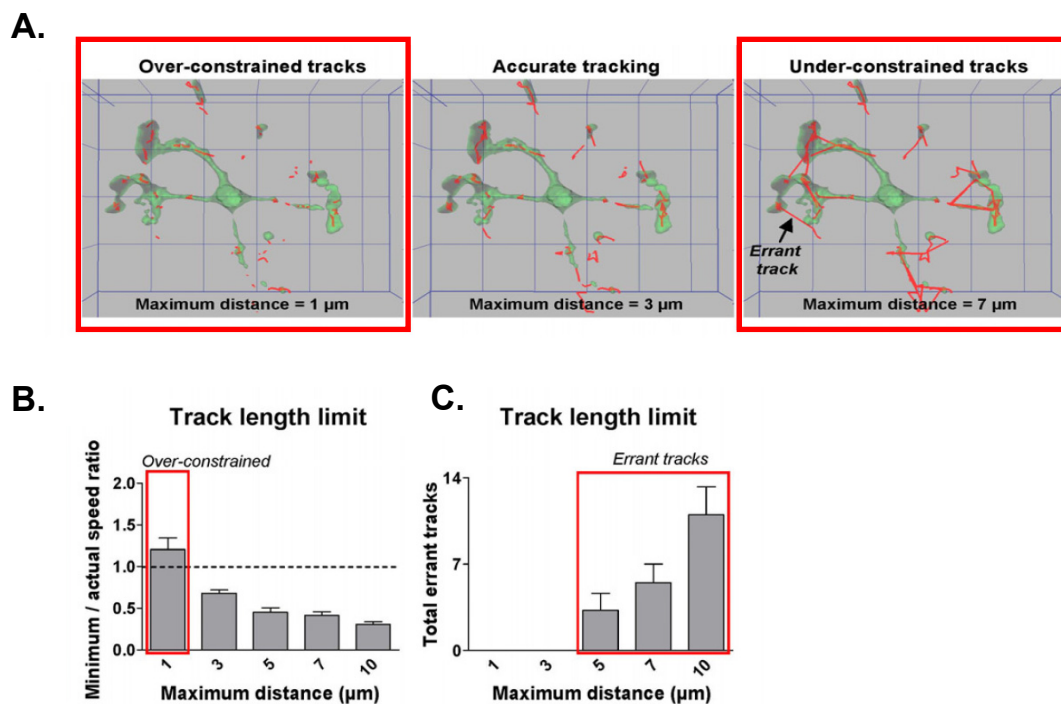 A.
Over-constrained tracks
Accurate tracking
Under-constrained tracks
Errant
track
Maximum distance = 1 µm
Maximum distance = 3 µm
Maximum distance = 7 µm
B.
Track length limit
Over-constrained
Minimum / actual speed ratio
2.0
1.5
1.0
0.5
0.0
1
3
5
7
10
Maximum distance (µm)
C.
Track length limit
Errant tracks
Total errant tracks
14
7
0
1
3
5
7
10
Maximum distance (µm)